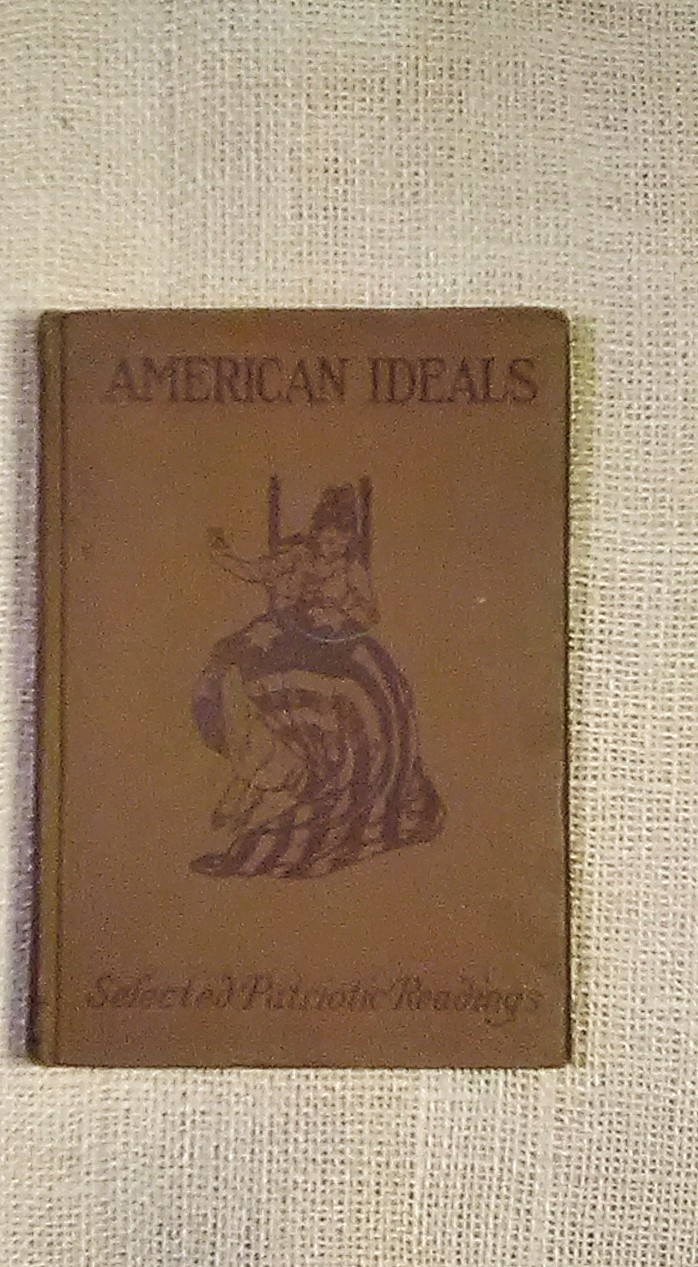 AMERICAN IDEALS
Selected Patriotic Readings